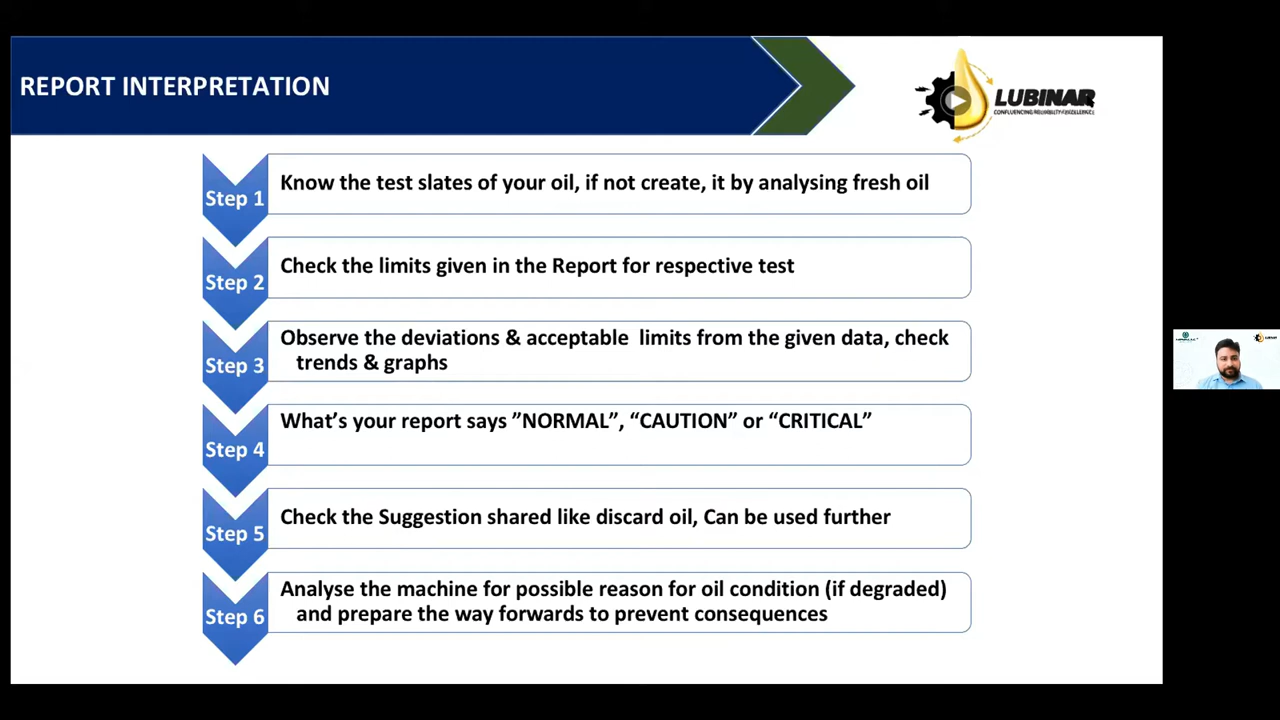 REPORT INTERPRETATION
LUBINAR
CONFLUENCING RELIABILITY EXCELLENCE
Step 1
Know the test slates of your oil, if not create, it by analysing fresh oil
Step 2
Check the limits given in the Report for respective test
Step 3
Observe the deviations & acceptable limits from the given data, check
trends & graphs
Step 4
What’s your report says ”NORMAL”, “CAUTION” or “CRITICAL”
Step 5
Check the Suggestion shared like discard oil, Can be used further
Step 6
Analyse the machine for possible reason for oil condition (if degraded)
and prepare the way forwards to prevent consequences